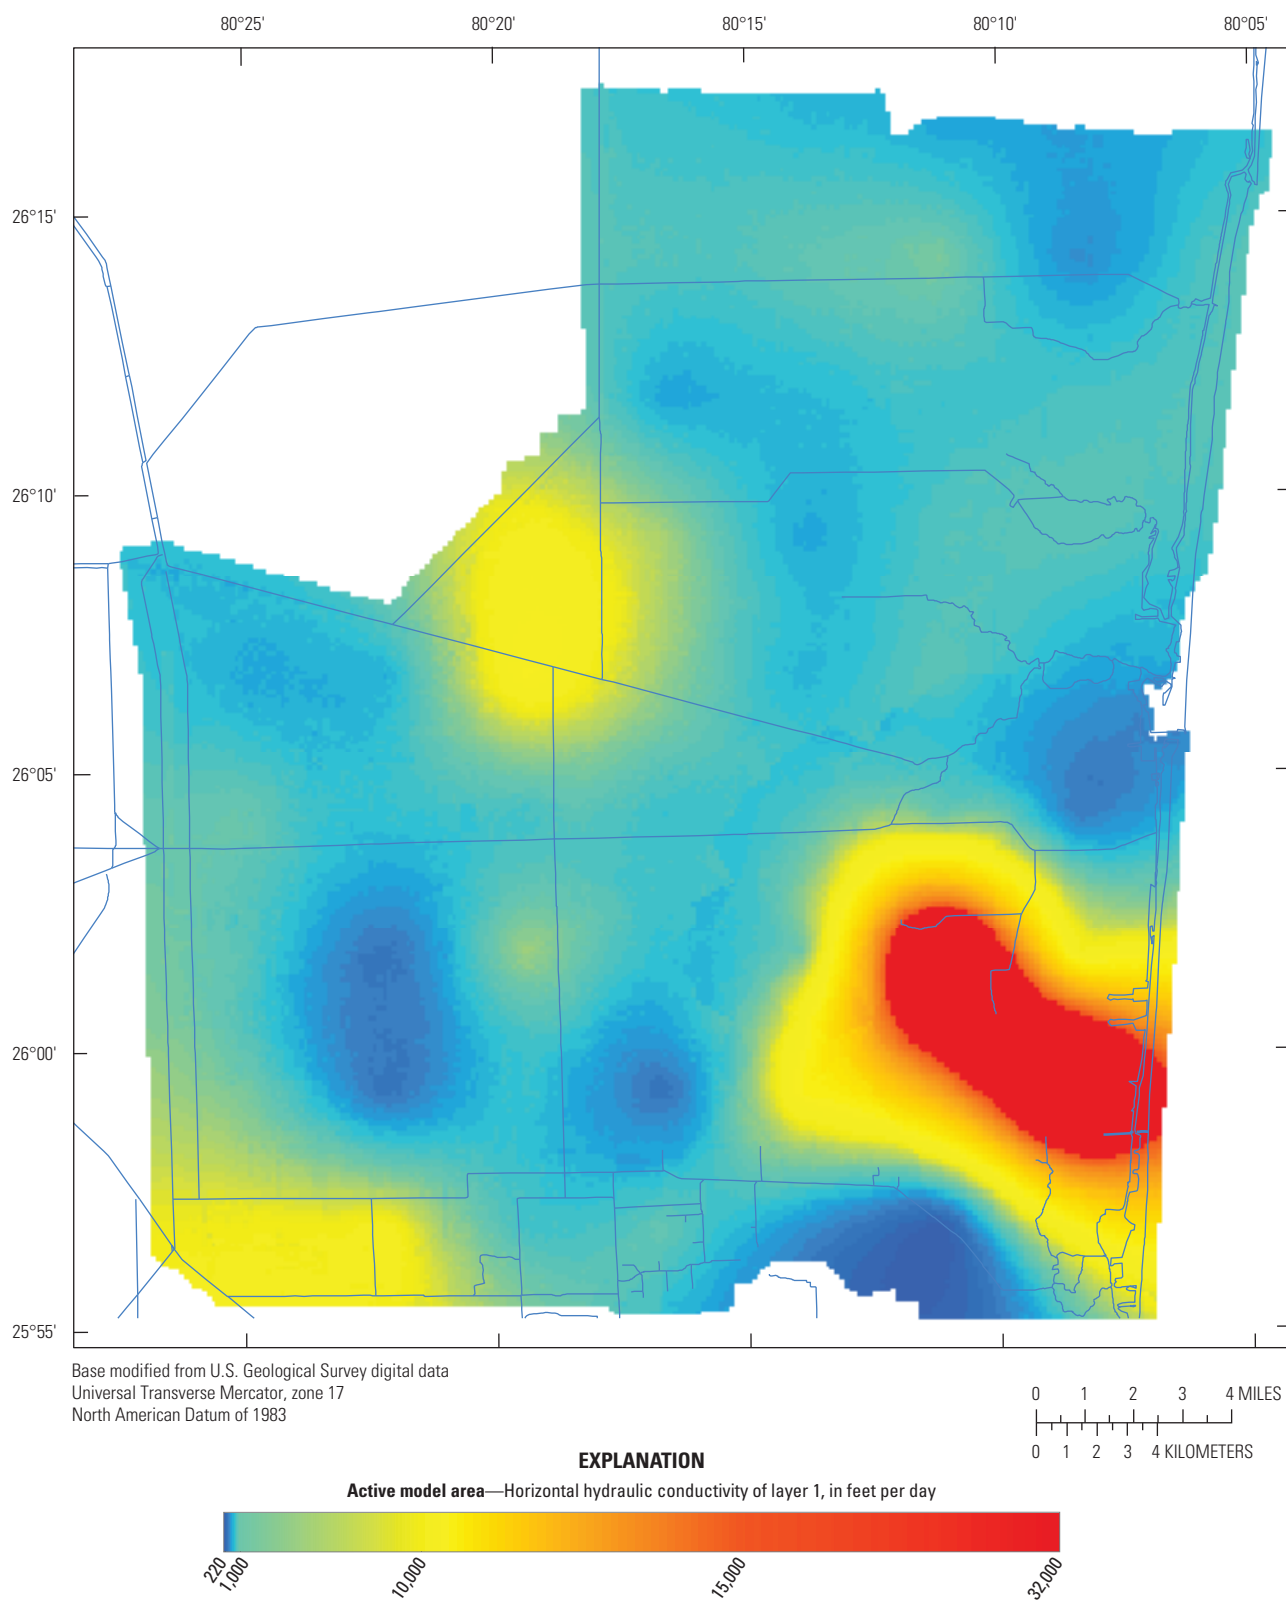 80°25' 80°20' 80°15' 80°10' 80°05'
26°15'
26°10'
26°05'
26°00'
25°55'
Base modified from U.S. Geological Survey digital data
Universal Transverse Mercator, zone 17
North American Datum of 1983
0 1 2 3 4 MILES
0 1 2 3 4 KILOMETERS
EXPLANATION
Active model area—Horizontal hydraulic conductivity of layer 1, in feet per day
220 1,000 10,000 15,000 32,000